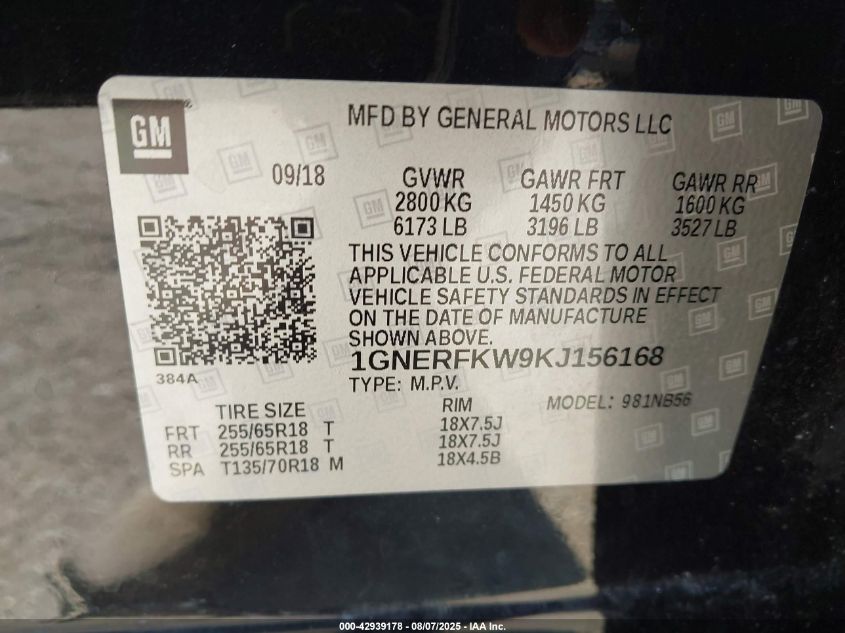 GM
MFD BY GENERAL MOTORS LLC
09/18 GVWR GAWR FRT GAWR RR
2800 KG 1450 KG 1600 KG
6173 LB 3196 LB 3527 LB
THIS VEHICLE CONFORMS TO ALL
APPLICABLE U.S. FEDERAL MOTOR
VEHICLE SAFETY STANDARDS IN EFFECT
ON THE DATE OF MANUFACTURE
SHOWN ABOVE.
1GNERFKW9KJ156168
384A
TYPE: M.P.V.
MODEL: 981NB56
TIRE SIZE RIM
FRT 255/65R18 T 18X7.5J
RR 255/65R18 T 18X7.5J
SPA T135/70R18 M 18X4.5B
000-42939178 - 08/07/2025 - IAA Inc.